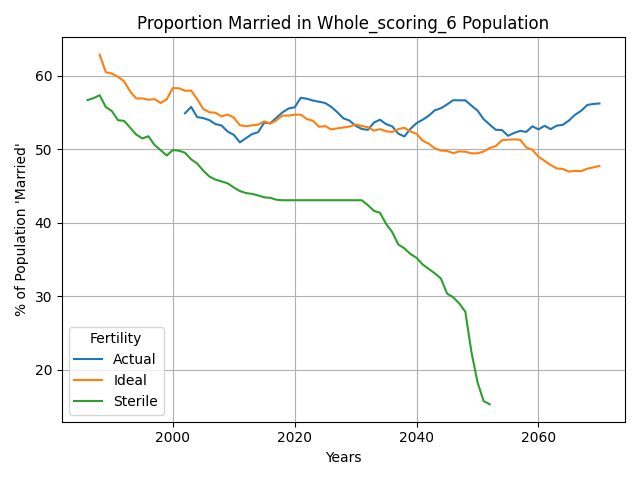 Proportion Married in Whole_scoring_6 Population
% of Population 'Married'
60
50
40
30
20
Fertility
Actual
Ideal
Sterile
2000 2020 2040 2060
Years